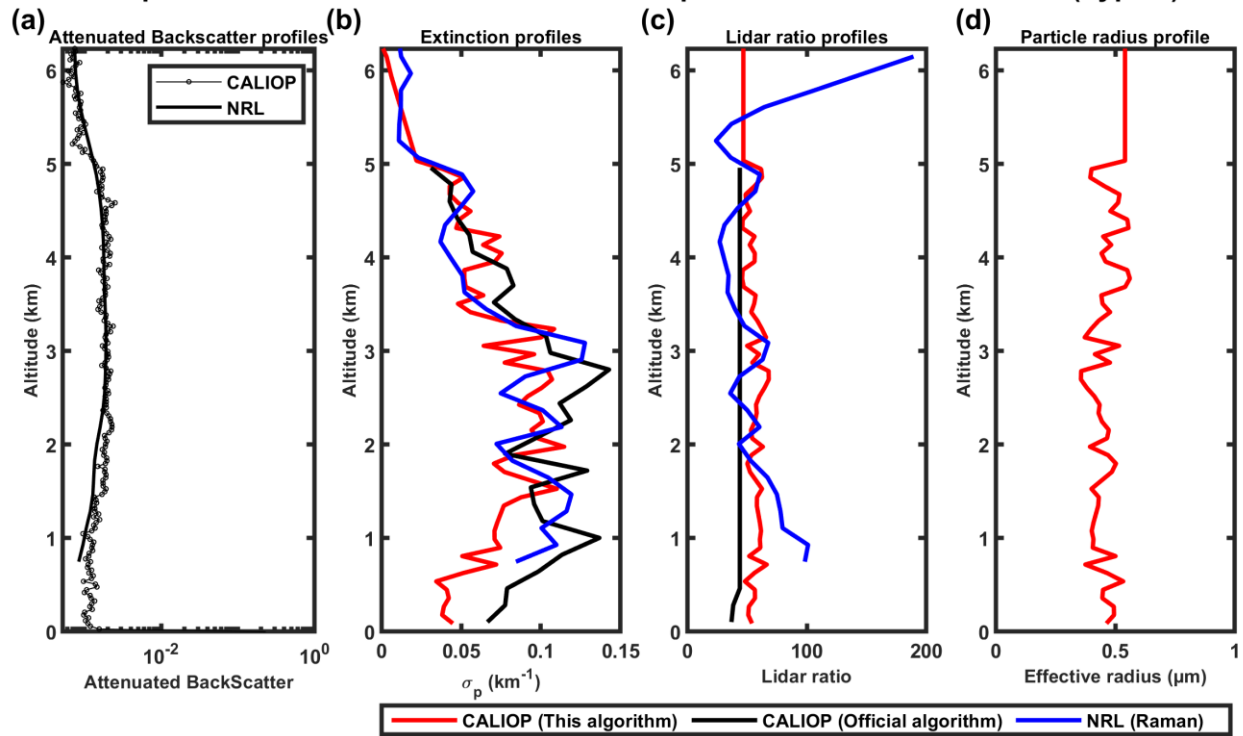 (a) (b) (c) (d)
Attenuated Backscatter profiles Extinction profiles Lidar ratio profiles Particle radius profile
CALIOP
NRL
Altitude (km)
6
5
4
3
2
1
0
10-2 100
Attenuated BackScatter
Altitude (km)
6
5
4
3
2
1
0
0 0.05 0.1 0.15
σp (km-1)
Altitude (km)
6
5
4
3
2
1
0
0 100 200
Lidar ratio
Altitude (km)
6
5
4
3
2
1
0
0 0.5 1
Effective radius (μm)
CALIOP (This algorithm) CALIOP (Official algorithm) NRL (Raman)